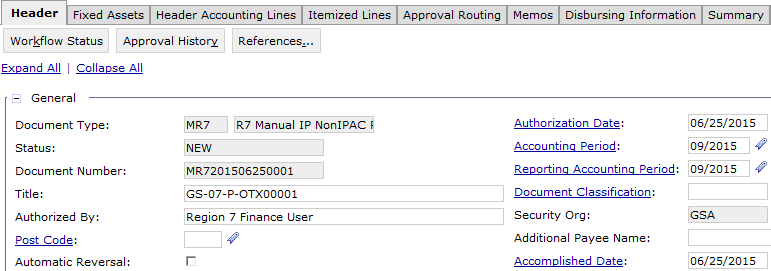 Header Fixed Assets Header Accounting Lines Itemized Lines Approval Routing Memos Disbursing Information Summary
Workflow Status Approval History References...
Expand All | Collapse All
General
Document Type: MR7 R7 Manual IP NonIPAC
Authorization Date: 06/25/2015
Status: NEW
Accounting Period: 09/2015
Document Number: MR7201506250001
Reporting Accounting Period: 09/2015
Title: GS-07-P-OTX00001
Document Classification:
Authorized By: Region 7 Finance User
Security Org: GSA
Post Code:
Additional Payee Name:
Automatic Reversal:
Accomplished Date: 06/25/2015